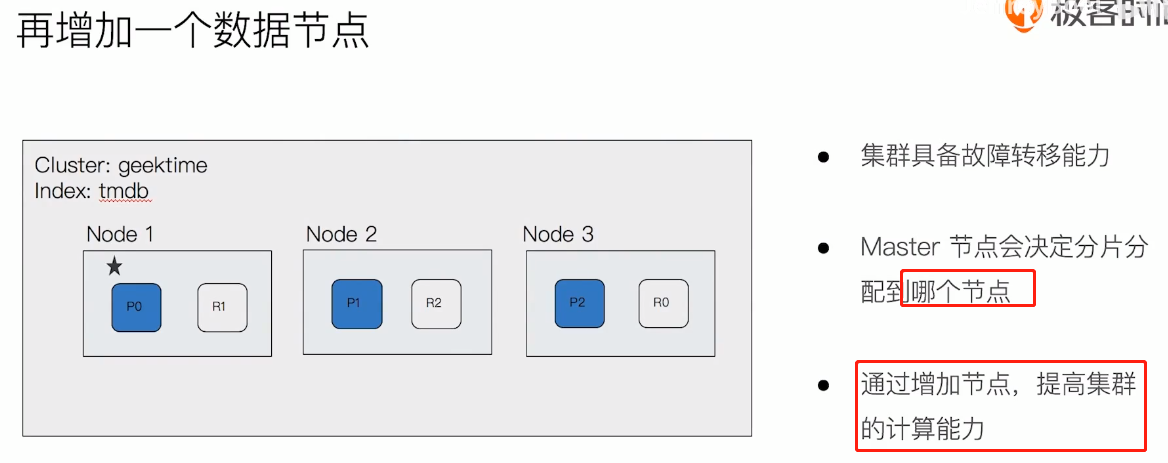 再增加一个数据节点
极客时间
Cluster: geektime
Index: tmdb
Node 1
Node 2
Node 3
P0
R1
P1
R2
P2
R0
集群具备故障转移能力
Master 节点会决定分片分
配到哪个节点
通过增加节点，提高集群
的计算能力